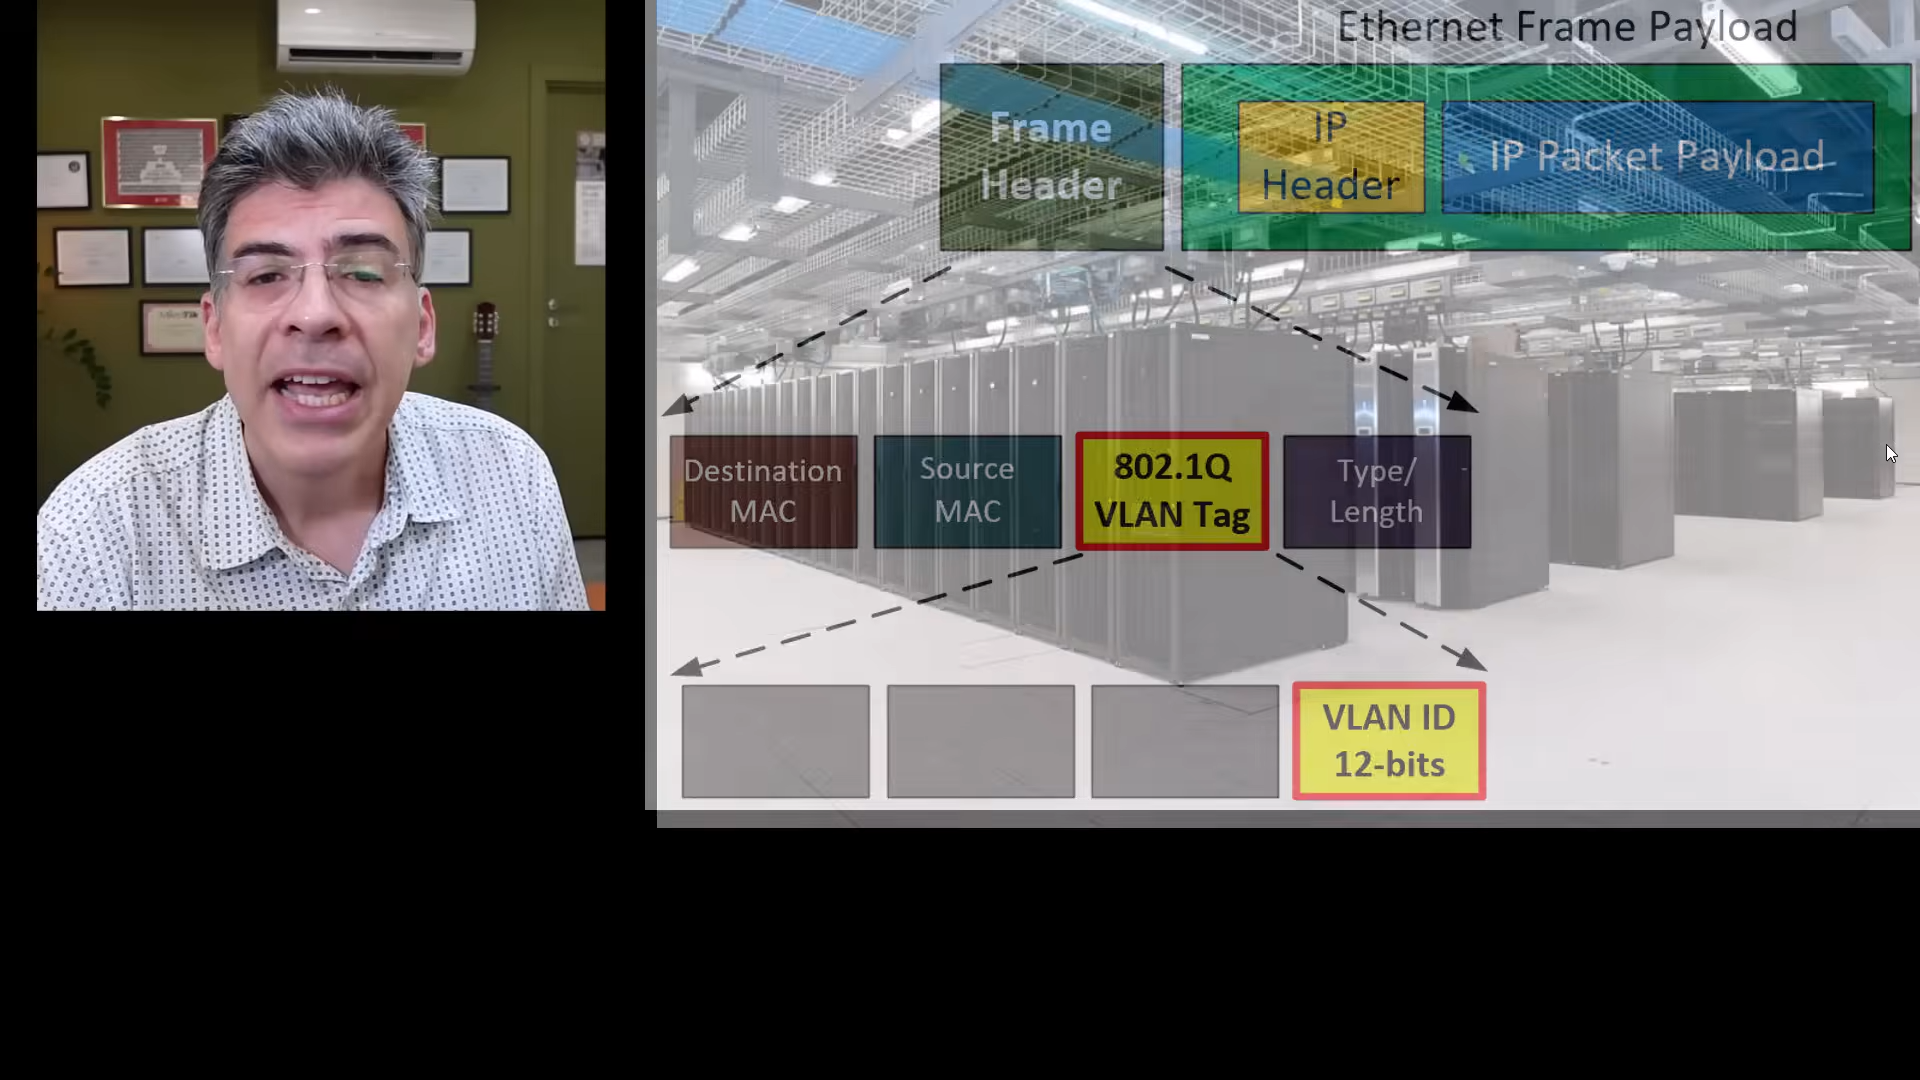 Ethernet Frame Payload
Frame
Header
IP
Header
IP Packet Payload
Destination
MAC
Source
MAC
802.1Q
VLAN Tag
Type/
Length
VLAN ID
12-bits